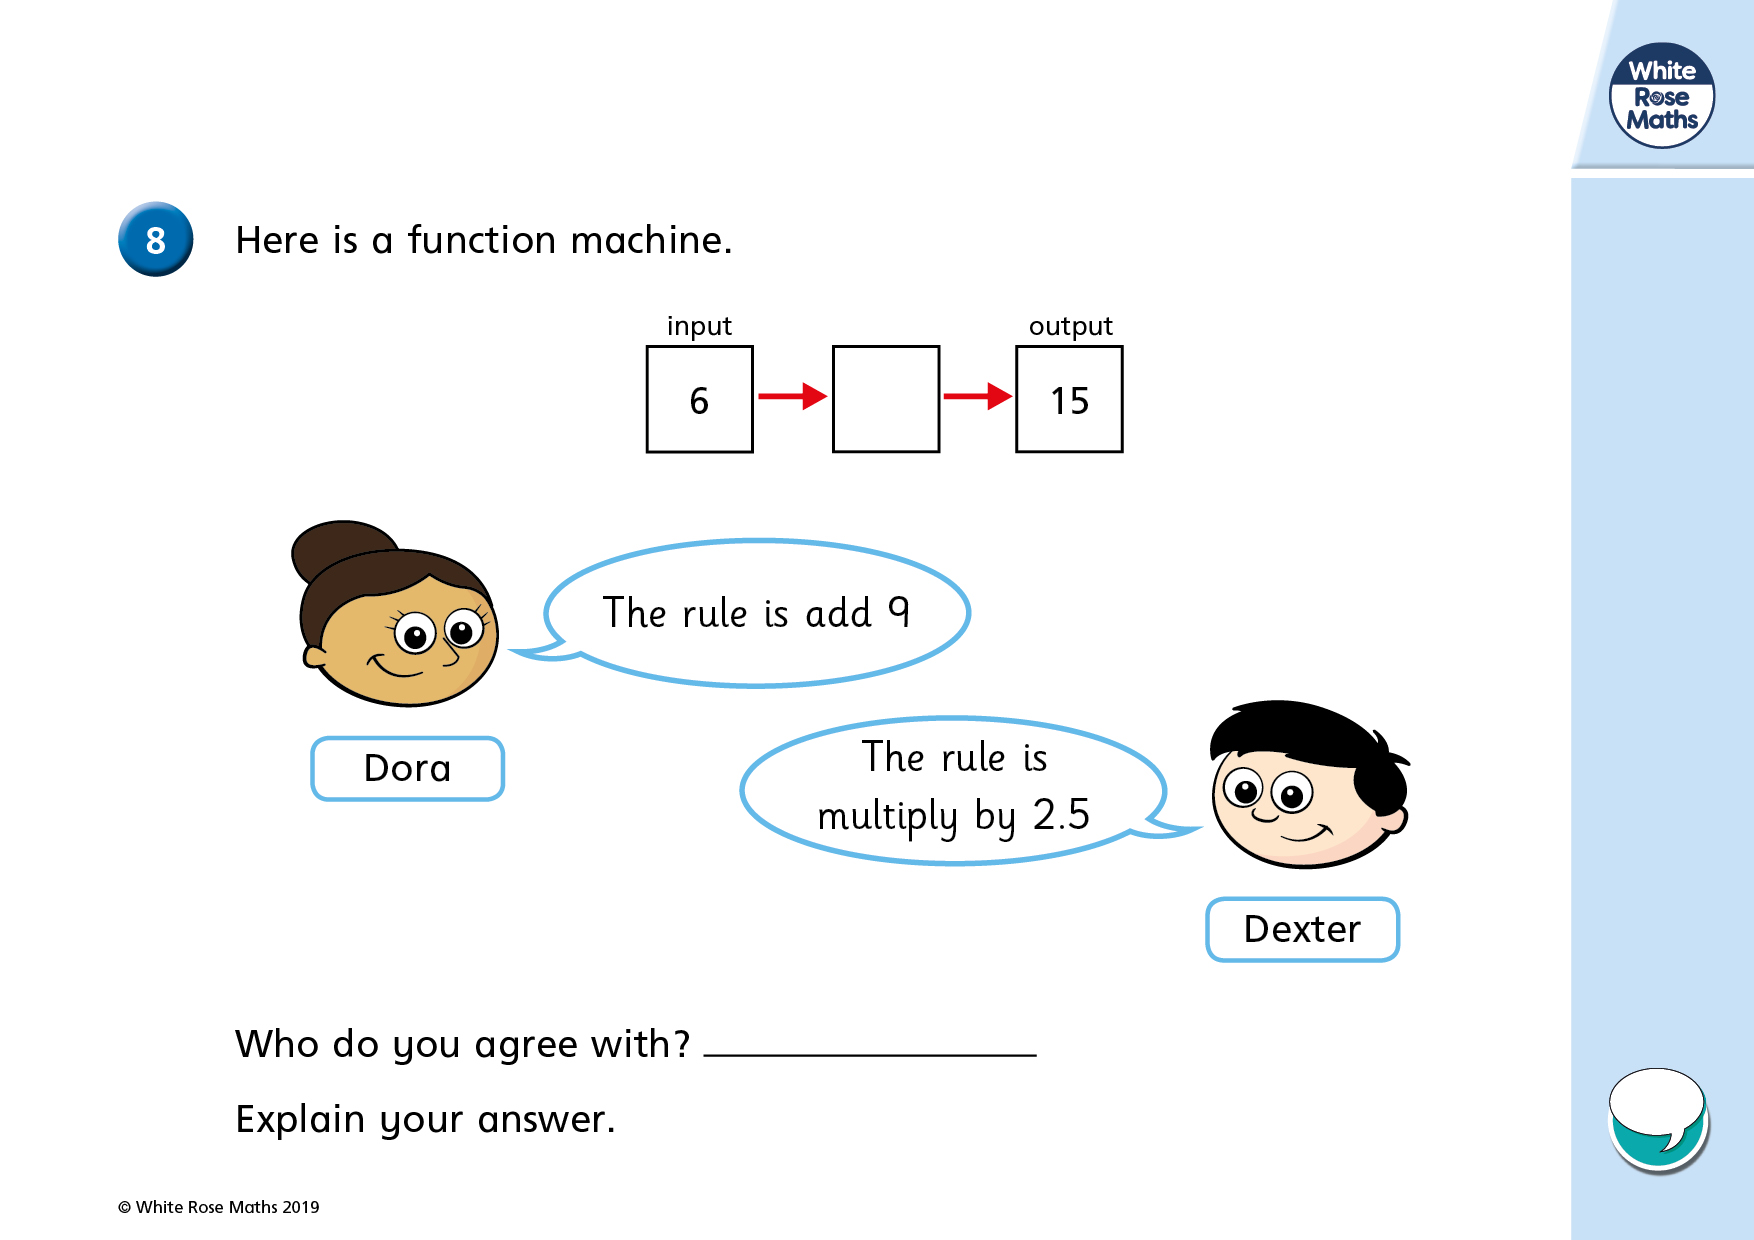 White
Rose
Maths
8 Here is a function machine.
input output
6 15
The rule is add 9
Dora
The rule is
multiply by 2.5
Dexter
Who do you agree with?
Explain your answer.
© White Rose Maths 2019